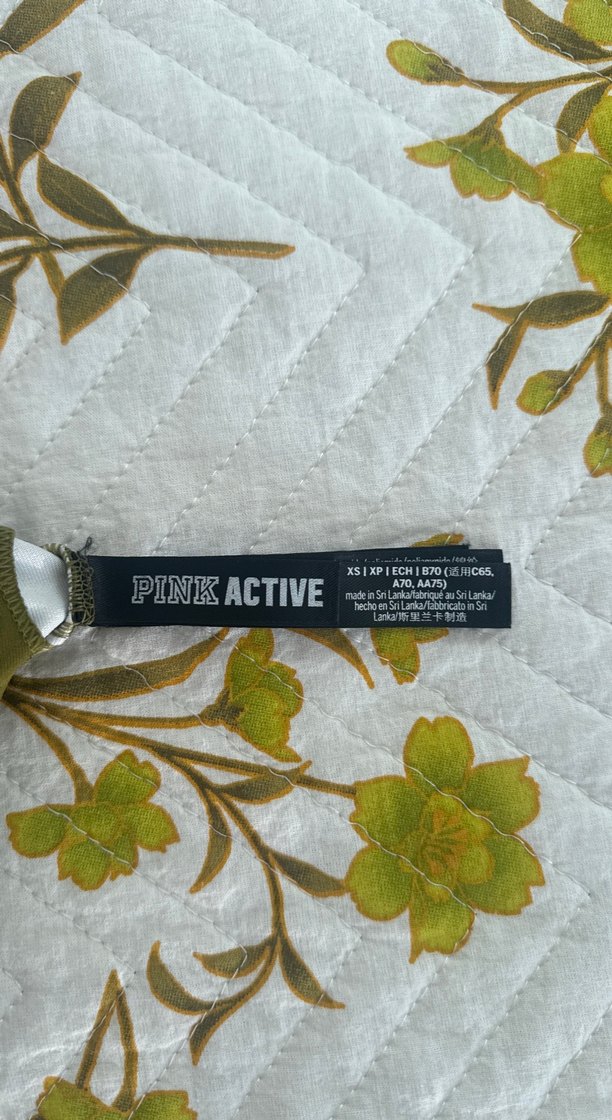 PINK ACTIVE
XS | XP | ECH | B70 (适用C65,
A70, AA75)
made in Sri Lanka/fabriqué au Sri Lanka/
hecho en Sri Lanka/fabbricato in Sri
Lanka/斯里兰卡制造